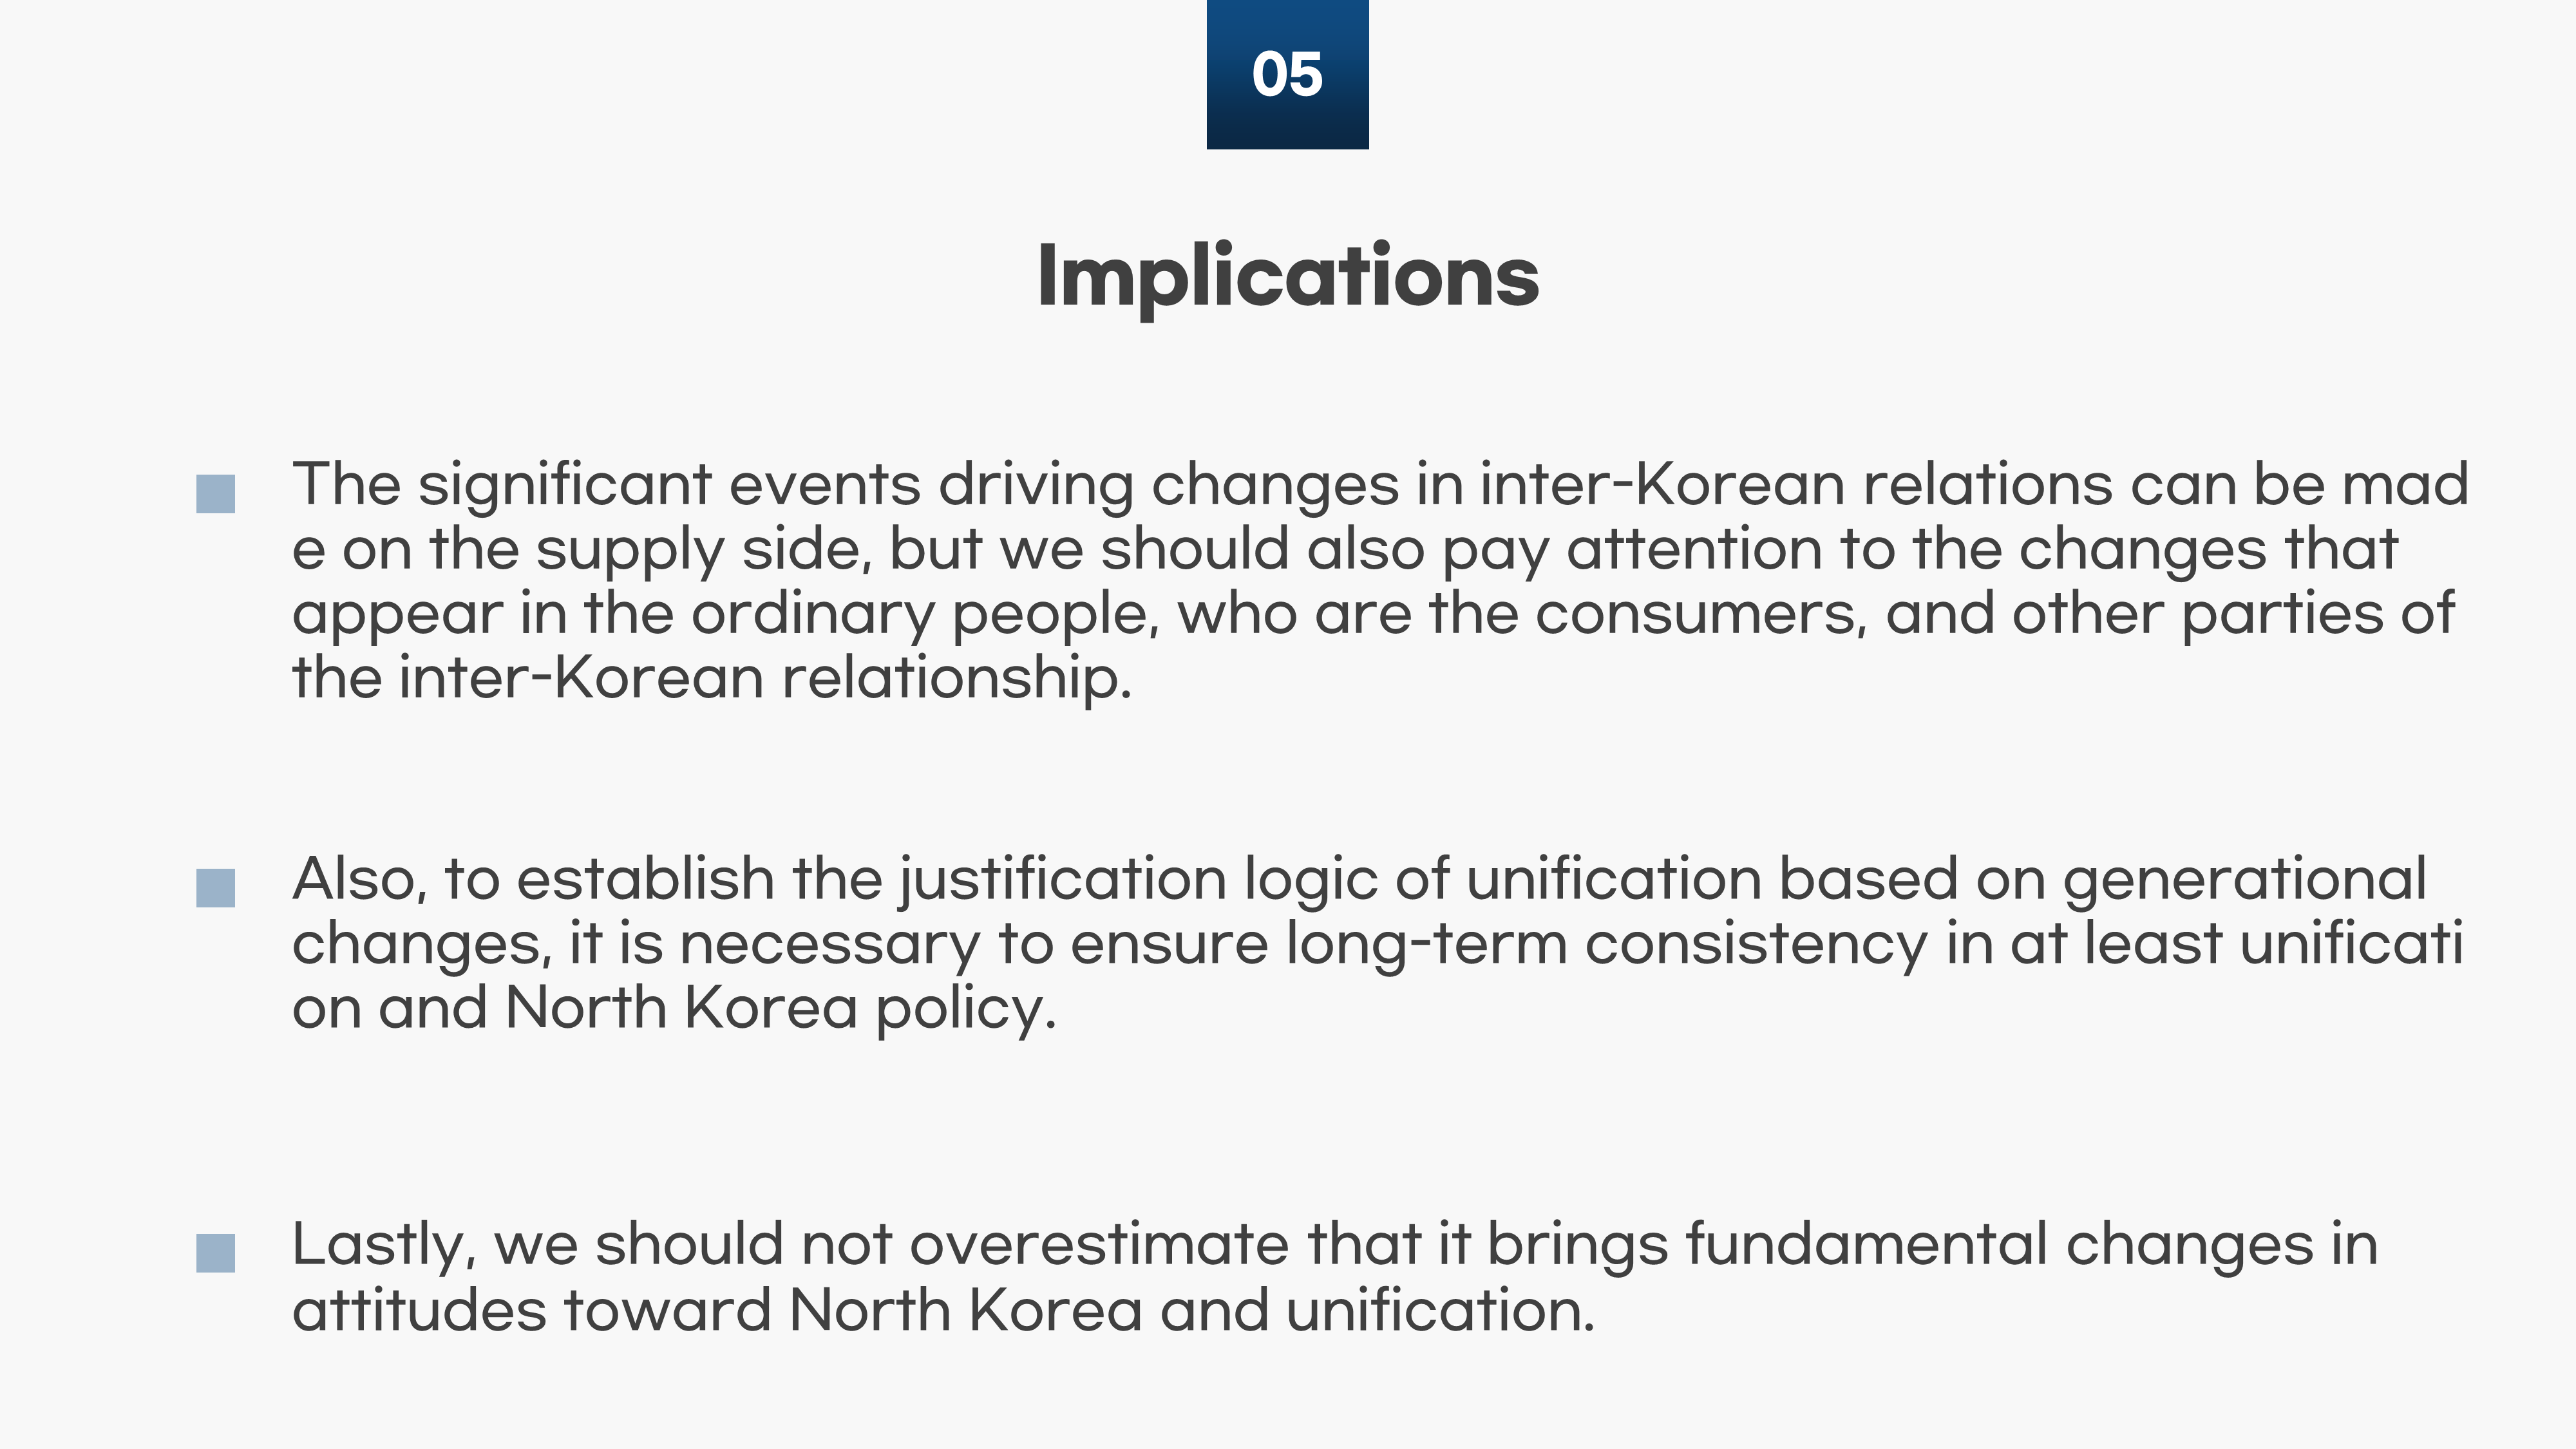 05
Implications
The significant events driving changes in inter-Korean relations can be mad
e on the supply side, but we should also pay attention to the changes that
appear in the ordinary people, who are the consumers, and other parties of
the inter-Korean relationship.
Also, to establish the justification logic of unification based on generational
changes, it is necessary to ensure long-term consistency in at least unificati
on and North Korea policy.
Lastly, we should not overestimate that it brings fundamental changes in
attitudes toward North Korea and unification.